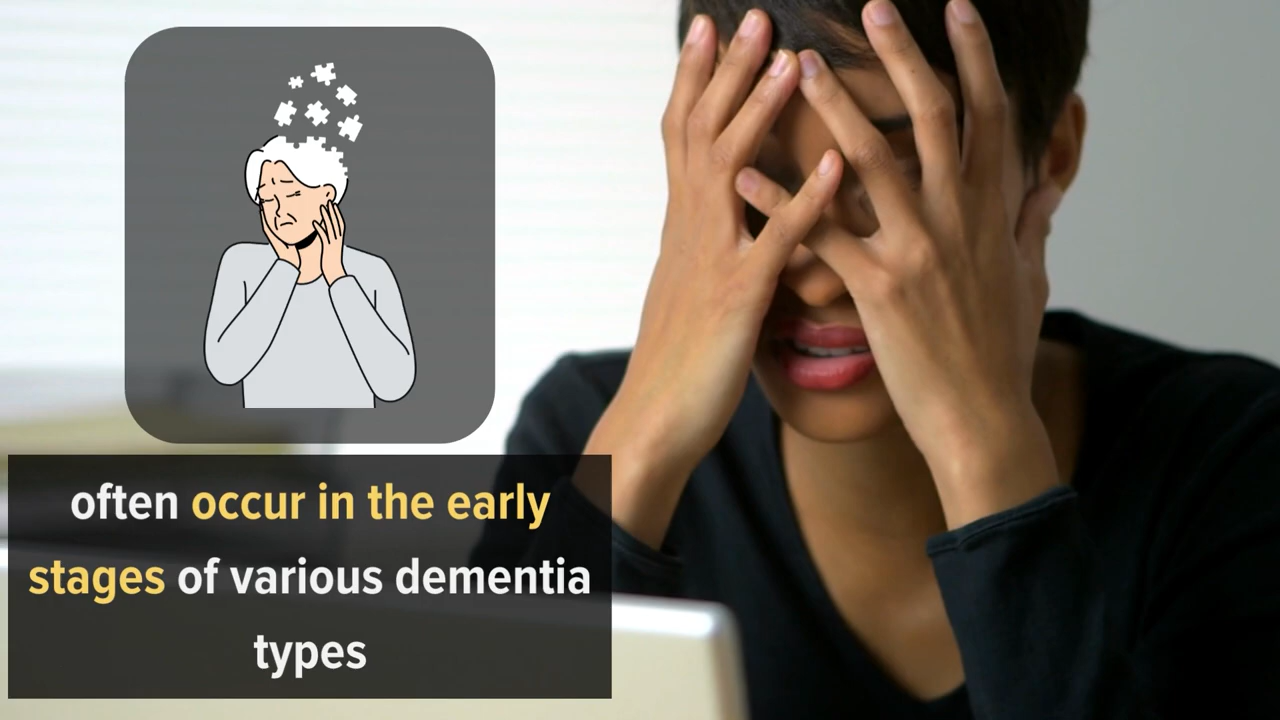 often occur in the early
stages of various dementia
types